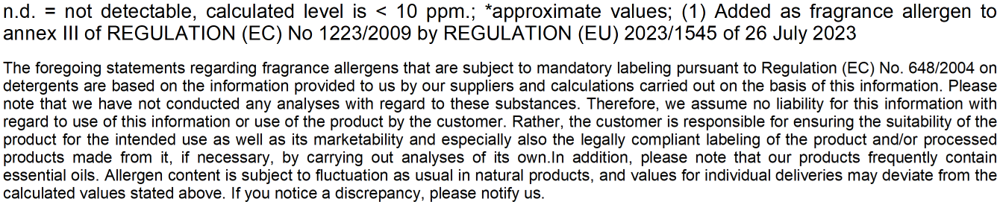 n.d. = not detectable, calculated level is < 10 ppm.; *approximate values; (1) Added as fragrance allergen to
annex III of REGULATION (EC) No 1223/2009 by REGULATION (EU) 2023/1545 of 26 July 2023
The foregoing statements regarding fragrance allergens that are subject to mandatory labeling pursuant to Regulation (EC) No. 648/2004 on
detergents are based on the information provided to us by our suppliers and calculations carried out on the basis of this information. Please
note that we have not conducted any analyses with regard to these substances. Therefore, we assume no liability for this information with
regard to use of this information or use of the product by the customer. Rather, the customer is responsible for ensuring the suitability of the
product for the intended use as well as its marketability and especially also the legally compliant labeling of the product and/or processed
products made from it, if necessary, by carrying out analyses of its own.In addition, please note that our products frequently contain
essential oils. Allergen content is subject to fluctuation as usual in natural products, and values for individual deliveries may deviate from the
calculated values stated above. If you notice a discrepancy, please notify us.